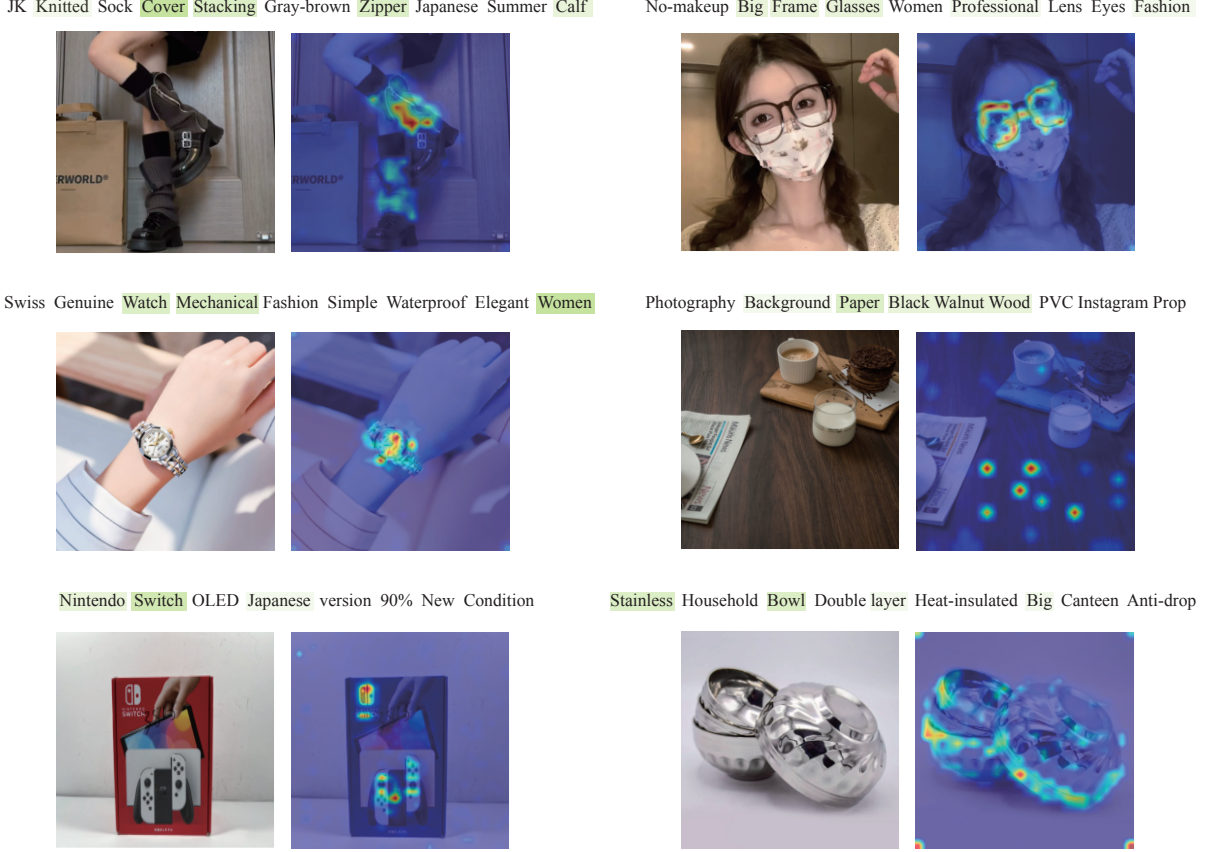 JK Knitted Sock Cover Stacking Gray-brown Zipper Japanese Summer Calf
No-makeup Big Frame Glasses Women Professional Lens Eyes Fashion
ERWORLD®
RWORLD®
Swiss Genuine Watch Mechanical Fashion Simple Waterproof Elegant Women
Photography Background Paper Black Walnut Wood PVC Instagram Prop
Nintendo Switch OLED Japanese version 90% New Condition
Stainless Household Bowl Double layer Heat-insulated Big Canteen Anti-drop
NINTENDO
SWITCH